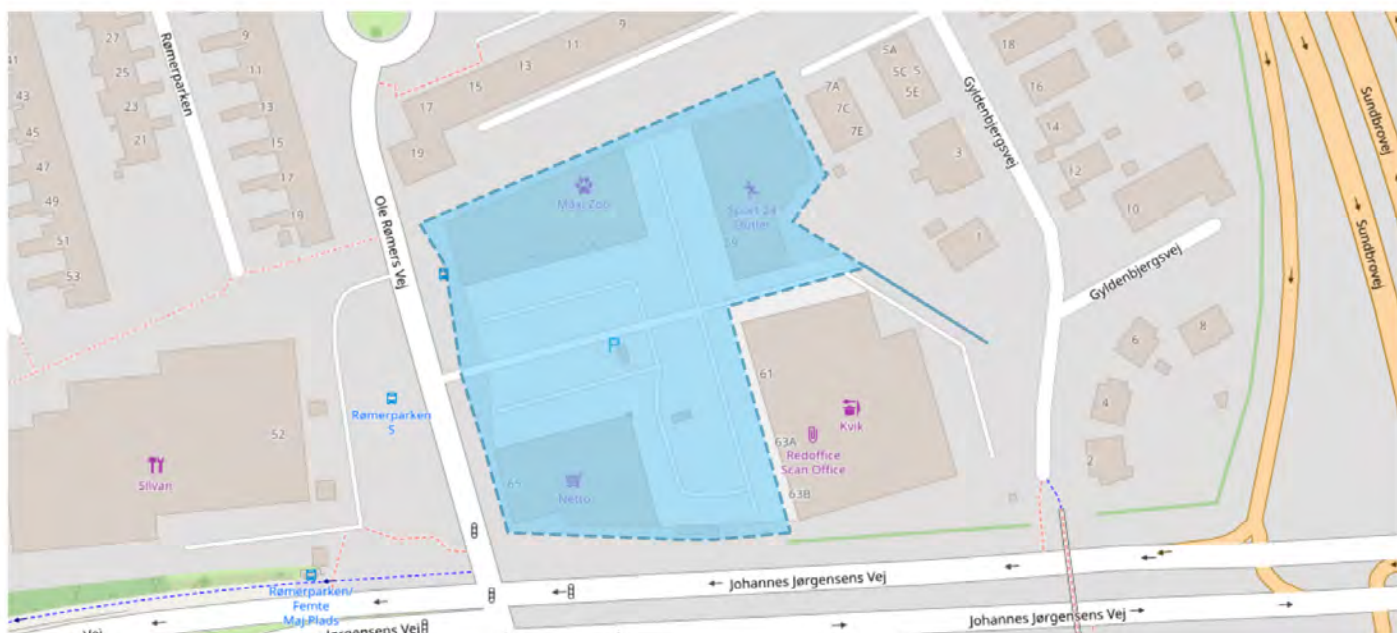 41
43
45
47
49
51
53
27
25
23
21
Rømerparken
9
11
13
15
17
19
9
11
13
15
17
19
Ole Rømers Vej
Maxi Zoo
Sport 24
Outlet
59
5A
5C
5
5E
7A
7C
7E
3
1
Gyldenbjergsvej
18
16
14
12
10
Gyldenbjergsvej
8
6
4
2
Sundbrovej
Sundbrovej
P
61
Kvik
63A
Redoffice
Scan Office
63B
65
Netto
52
Silvan
Rømerparken
S
Rømerparken/
Femte
Maj Plads
Johannes Jørgensens Vej
Johannes Jørgensens Vej
Vej
Jørgensens Vej